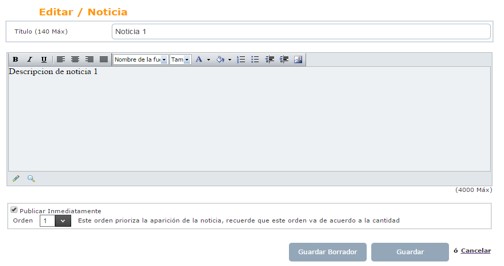 Editar / Noticia
Titulo (140 Máx) Noticia 1
B I U Nombre de la fu Tam A
Descripcion de noticia 1
(4000 Máx)
Publicar Inmediatamente
Orden 1 Este orden prioriza la aparición de la noticia, recuerde que este orden va de acuerdo a la cantidad
Guardar Borrador Guardar ó Cancelar